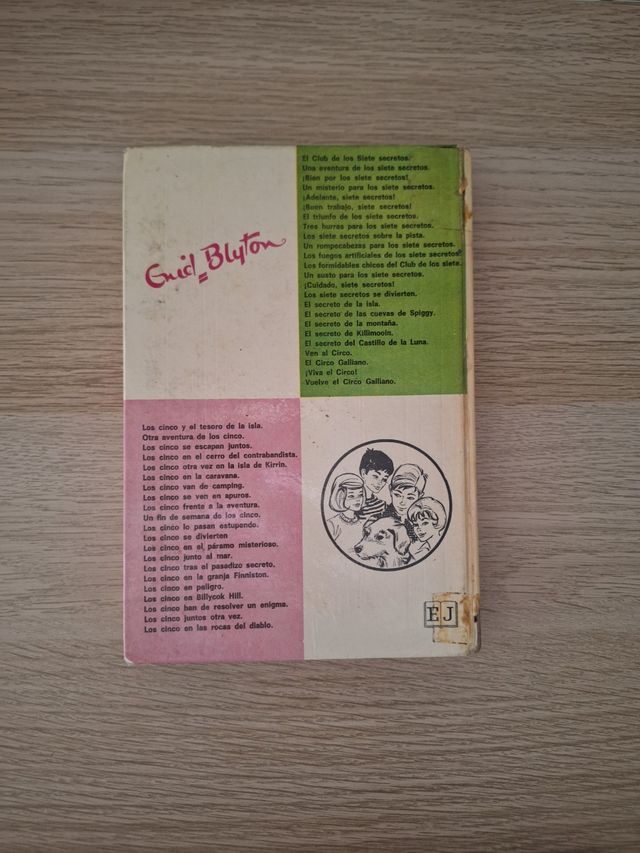 Enid Blyton
El Club de los Siete secretos.
Una aventura de los siete secretos.
¡Bien por los siete secretos!
Un misterio para los siete secretos.
¡Adelante, siete secretos!
¡Buen trabajo, siete secretos!
El triunfo de los siete secretos.
Tres hurras para los siete secretos.
Los siete secretos sobre la pista.
Un rompecabezas para los siete secretos.
Los fuegos artificiales de los siete secretos.
Los formidables chicos del Club de los siete.
Un susto para los siete secretos.
¡Cuidado, siete secretos!
Los siete secretos se divierten.
El secreto de la isla.
El secreto de las cuevas de Spiggy.
El secreto de la montaña.
El secreto de Killimooin.
El secreto del Castillo de la Luna.
Ven al Circo.
El Circo Galliano.
¡Viva el Circo!
Vuelve el Circo Galliano.
Los cinco y el tesoro de la isla.
Otra aventura de los cinco.
Los cinco se escapan juntos.
Los cinco en el cerro del contrabandista.
Los cinco otra vez en la isla de Kirrin.
Los cinco en la caravana.
Los cinco van de camping.
Los cinco se ven en apuros.
Los cinco frente a la aventura.
Un fin de semana de los cinco.
Los cinco lo pasan estupendo.
Los cinco se divierten
Los cinco en el páramo misterioso.
Los cinco junto al mar.
Los cinco tras el pasadizo secreto.
Los cinco en la granja Finniston.
Los cinco en peligro.
Los cinco en Billycok Hill.
Los cinco han de resolver un enigma.
Los cinco juntos otra vez.
Los cinco en las rocas del diablo.
EJ